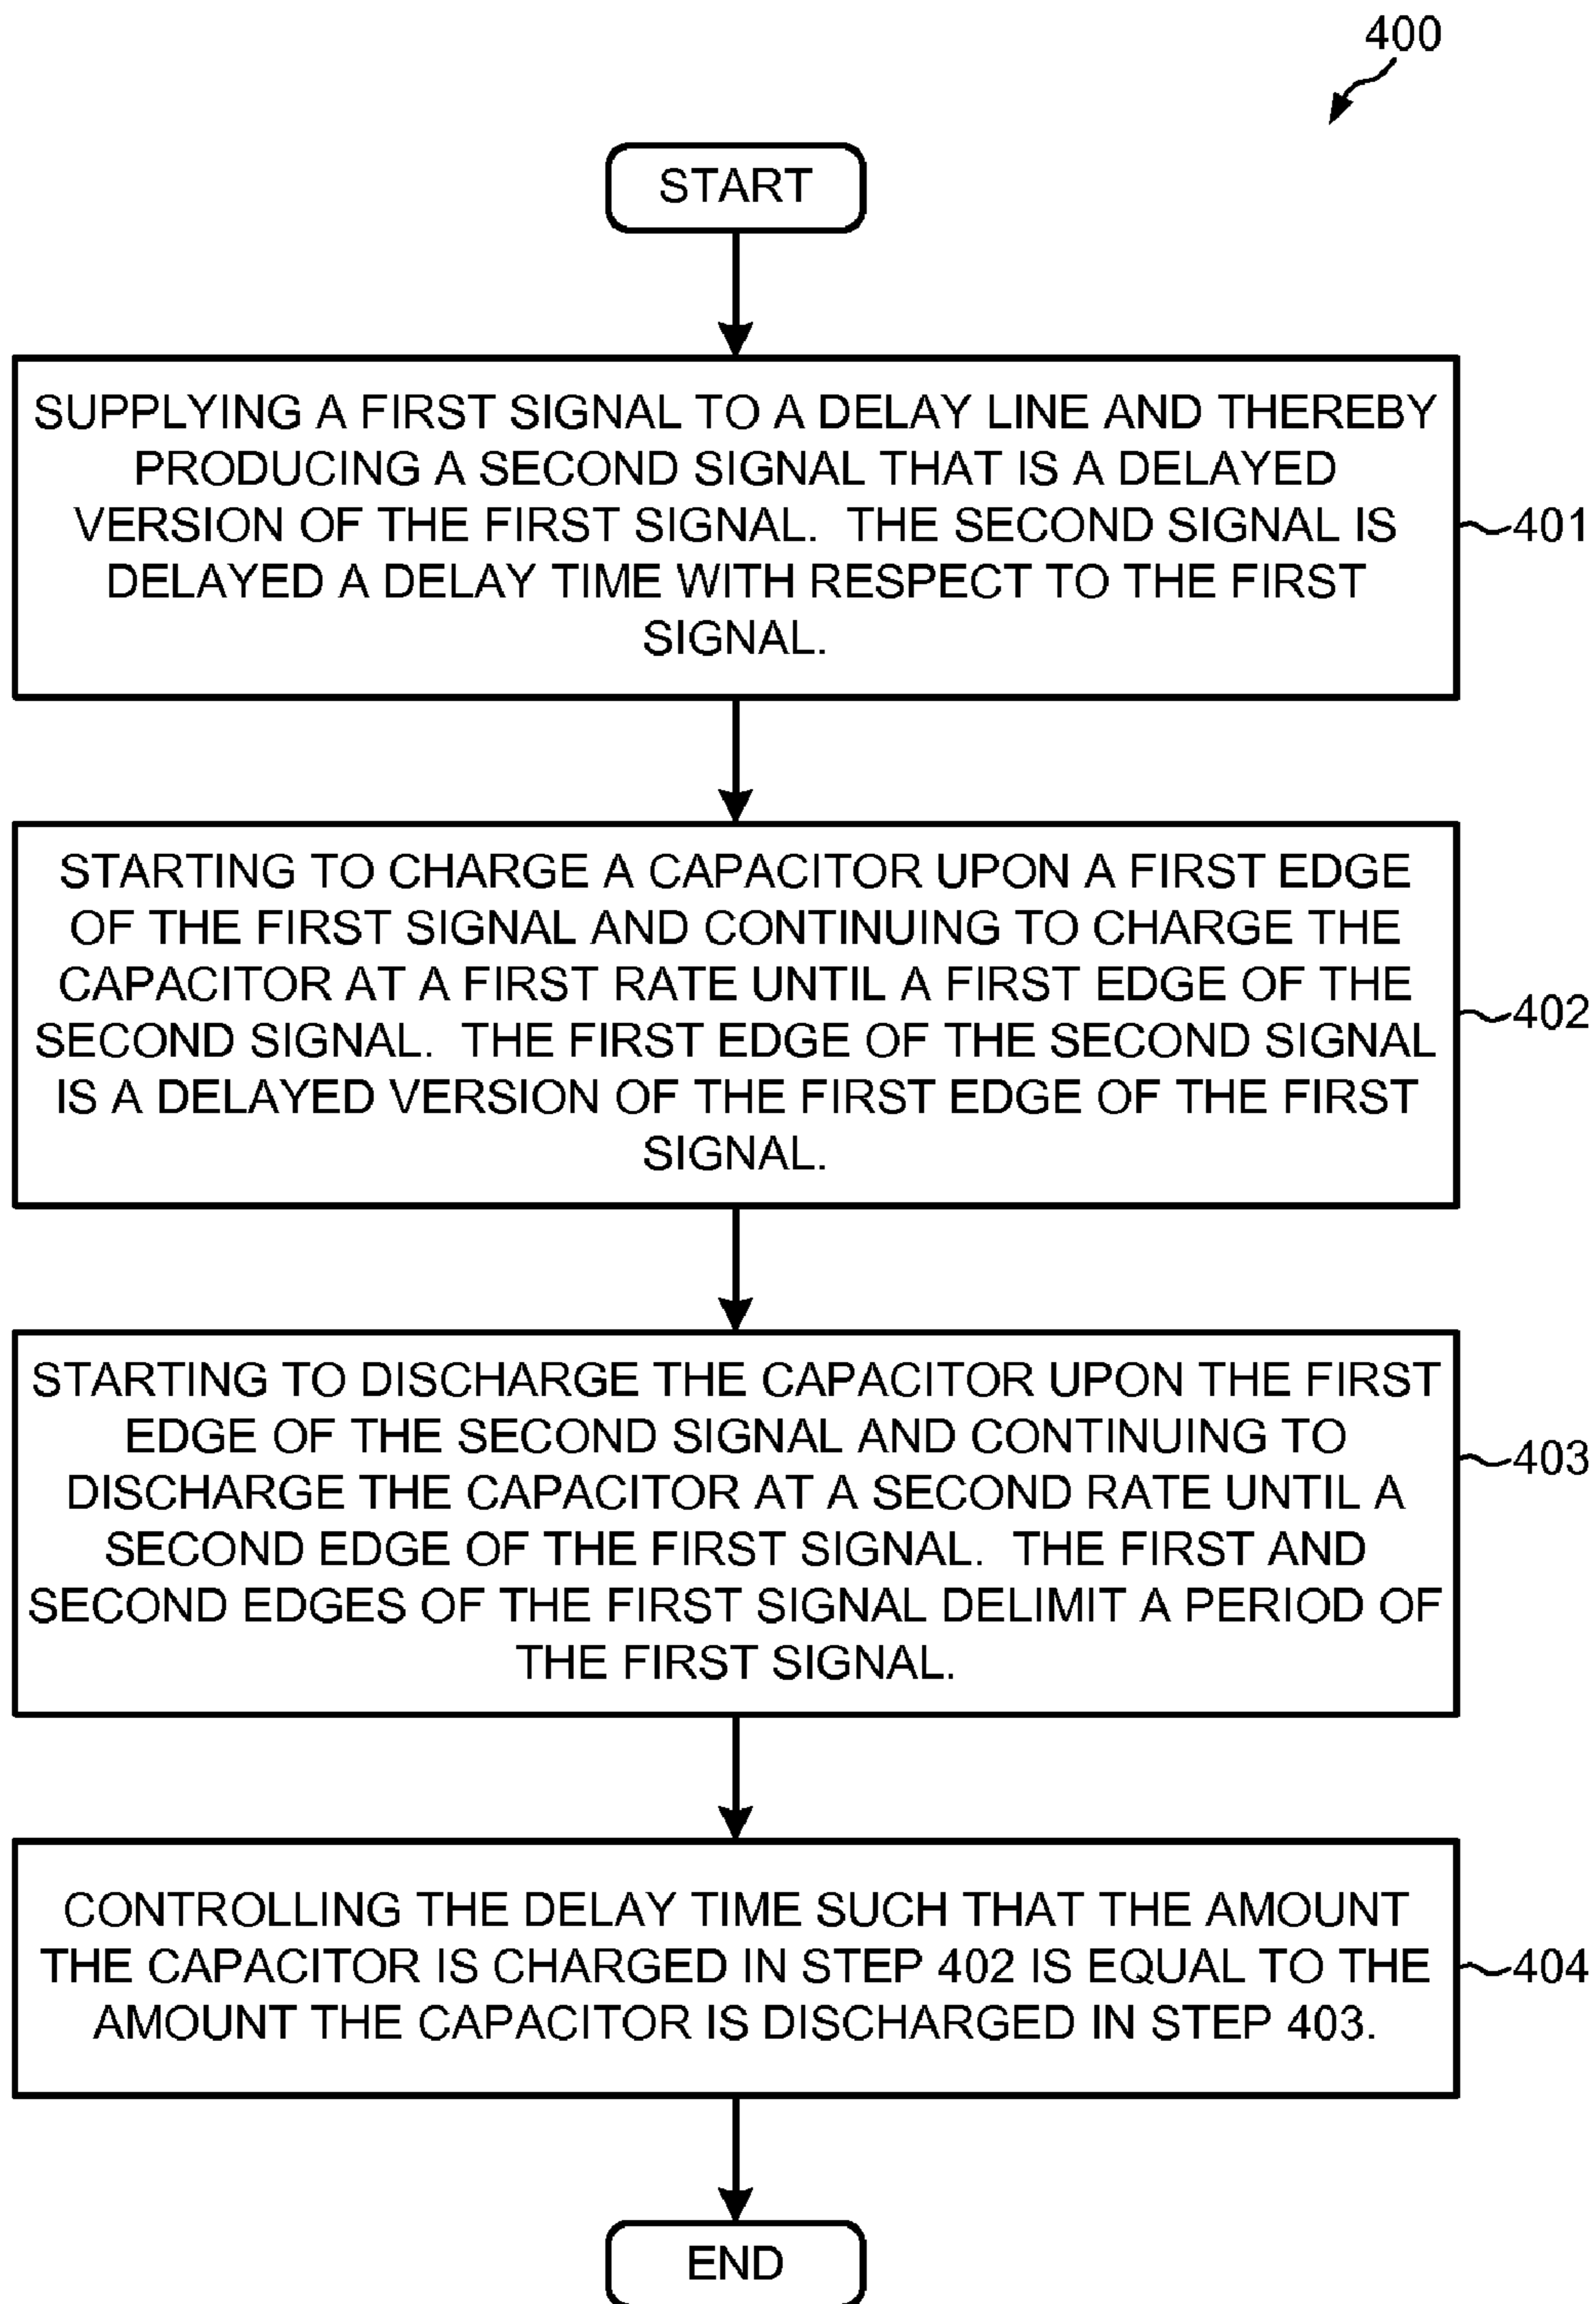 400
START
SUPPLYING A FIRST SIGNAL TO A DELAY LINE AND THEREBY
PRODUCING A SECOND SIGNAL THAT IS A DELAYED
VERSION OF THE FIRST SIGNAL. THE SECOND SIGNAL IS
DELAYED A DELAY TIME WITH RESPECT TO THE FIRST
SIGNAL.
401
STARTING TO CHARGE A CAPACITOR UPON A FIRST EDGE
OF THE FIRST SIGNAL AND CONTINUING TO CHARGE THE
CAPACITOR AT A FIRST RATE UNTIL A FIRST EDGE OF THE
SECOND SIGNAL. THE FIRST EDGE OF THE SECOND SIGNAL
IS A DELAYED VERSION OF THE FIRST EDGE OF THE FIRST
SIGNAL.
402
STARTING TO DISCHARGE THE CAPACITOR UPON THE FIRST
EDGE OF THE SECOND SIGNAL AND CONTINUING TO
DISCHARGE THE CAPACITOR AT A SECOND RATE UNTIL A
SECOND EDGE OF THE FIRST SIGNAL. THE FIRST AND
SECOND EDGES OF THE FIRST SIGNAL DELIMIT A PERIOD OF
THE FIRST SIGNAL.
403
CONTROLLING THE DELAY TIME SUCH THAT THE AMOUNT
THE CAPACITOR IS CHARGED IN STEP 402 IS EQUAL TO THE
AMOUNT THE CAPACITOR IS DISCHARGED IN STEP 403.
404
END